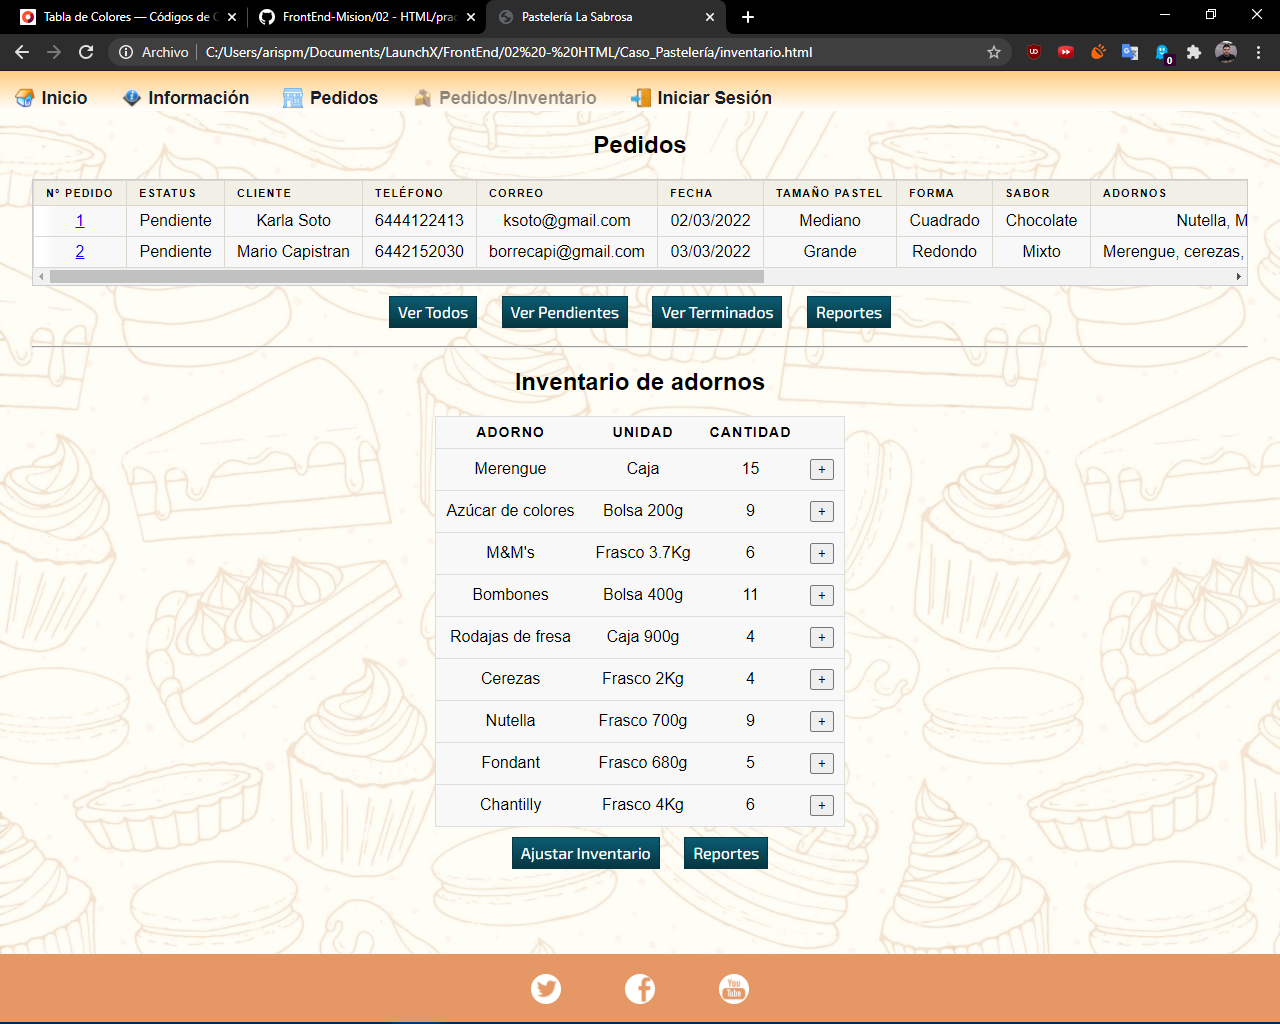 Tabla de Colores — Códigos de C
FrontEnd-Mision/02 - HTML/prac
Pastelería La Sabrosa
Archivo
C:/Users/arispm/Documents/LaunchX/FrontEnd/02%20-%20HTML/Caso_Pastelería/inventario.html
0
Inicio
Información
Pedidos
Pedidos/Inventario
Iniciar Sesión
Pedidos
N° PEDIDO ESTATUS CLIENTE TELÉFONO CORREO FECHA TAMAÑO PASTEL FORMA SABOR ADORNOS
1 Pendiente Karla Soto 6444122413 ksoto@gmail.com 02/03/2022 Mediano Cuadrado Chocolate Nutella, M
2 Pendiente Mario Capistran 6442152030 borrecapi@gmail.com 03/03/2022 Grande Redondo Mixto Merengue, cerezas,
Ver Todos Ver Pendientes Ver Terminados Reportes
Inventario de adornos
ADORNO UNIDAD CANTIDAD
Merengue Caja 15 +
Azúcar de colores Bolsa 200g 9 +
M&M's Frasco 3.7Kg 6 +
Bombones Bolsa 400g 11 +
Rodajas de fresa Caja 900g 4 +
Cerezas Frasco 2Kg 4 +
Nutella Frasco 700g 9 +
Fondant Frasco 680g 5 +
Chantilly Frasco 4Kg 6 +
Ajustar Inventario Reportes
You
Tube